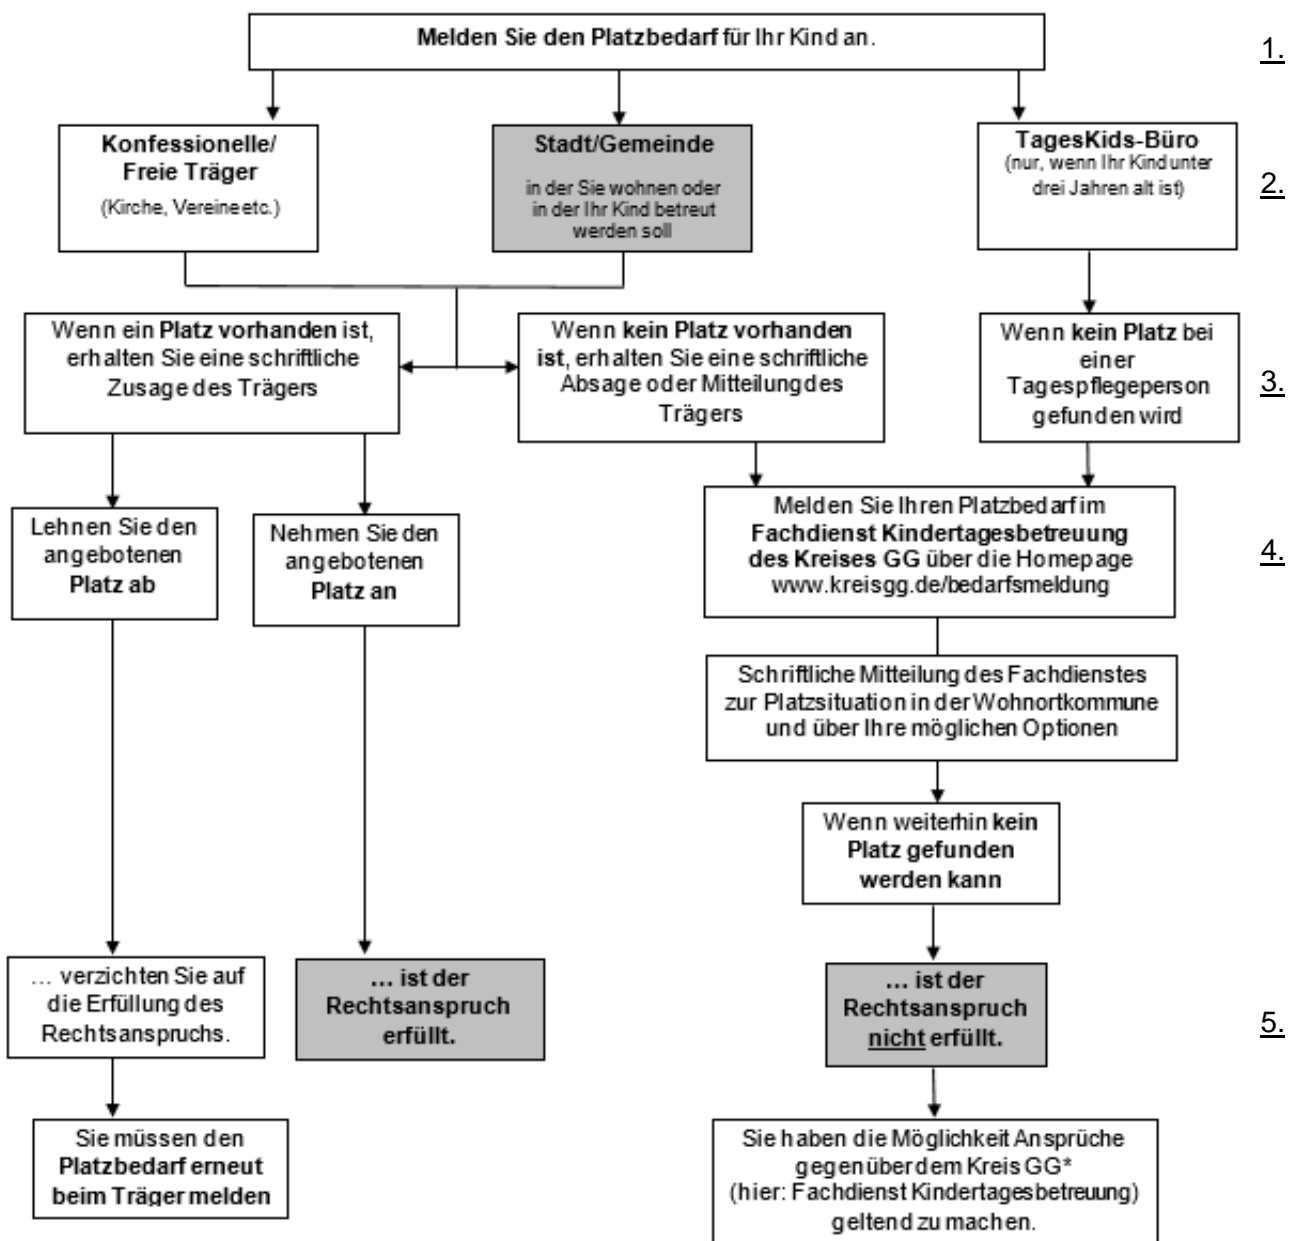 Melden Sie den Platzbedarf für Ihr Kind an.
1.
Konfessionelle/
Freie Träger
(Kirche, Vereine etc.)
Stadt/Gemeinde
in der Sie wohnen oder
in der Ihr Kind betreut
werden soll
TagesKids-Büro
(nur, wenn Ihr Kind unter
drei Jahren alt ist)
2.
Wenn ein Platz vorhanden ist,
erhalten Sie eine schriftliche
Zusage des Trägers
Wenn kein Platz vorhanden
ist, erhalten Sie eine schriftliche
Absage oder Mitteilung des
Trägers
Wenn kein Platz bei
einer
Tagespflegeperson
gefunden wird
3.
Lehnen Sie den
angebotenen
Platz ab
Nehmen Sie den
angebotenen
Platz an
Melden Sie Ihren Platzbedarf im
Fachdienst Kindertagesbetreuung
des Kreises GG über die Homepage
www.kreisgg.de/bedarfsmeldung
4.
Schriftliche Mitteilung des Fachdienstes
zur Platzsituation in der Wohnortkommune
und über Ihre möglichen Optionen
Wenn weiterhin kein
Platz gefunden
werden kann
… verzichten Sie auf
die Erfüllung des
Rechtsanspruchs.
… ist der
Rechtsanspruch
erfüllt.
… ist der
Rechtsanspruch
nicht erfüllt.
5.
Sie müssen den
Platzbedarf erneut
beim Träger melden
Sie haben die Möglichkeit Ansprüche
gegenüber dem Kreis GG*
(hier: Fachdienst Kindertagesbetreuung)
geltend zu machen.